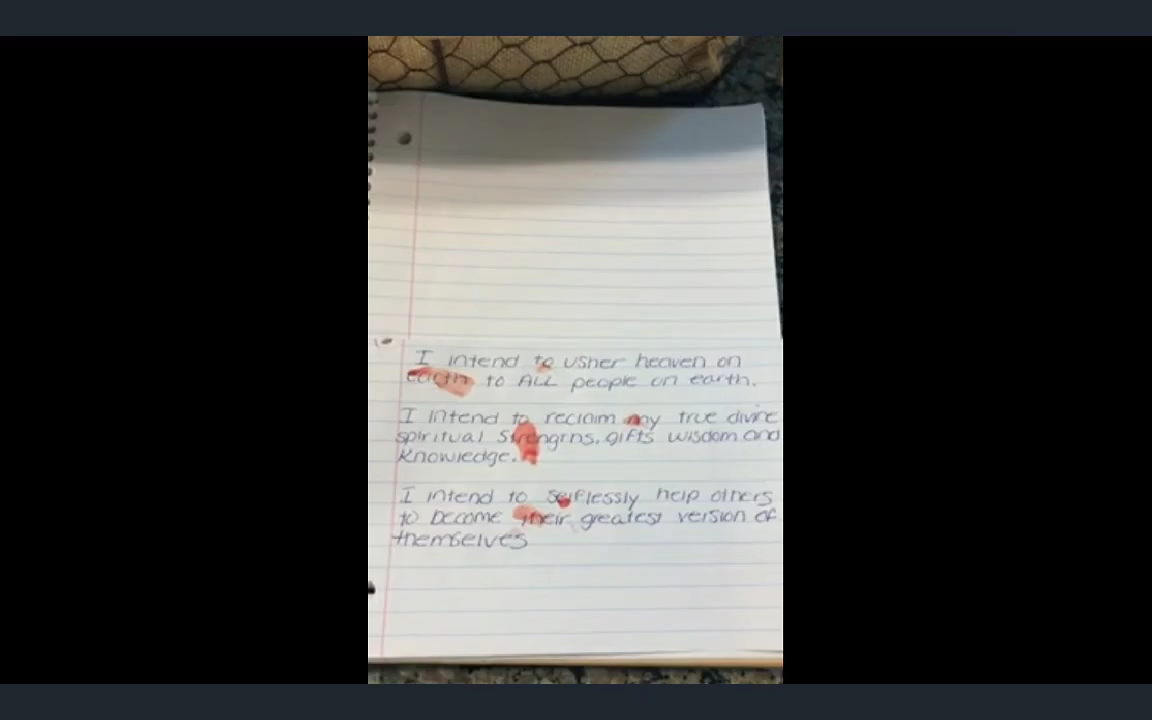 I intend to usher heaven on
earth to ALL people on earth.
I intend to reclaim my true divine
spiritual strengths, gifts wisdom and
knowledge.
I intend to selflessly help others
to become their greatest version of
themselves